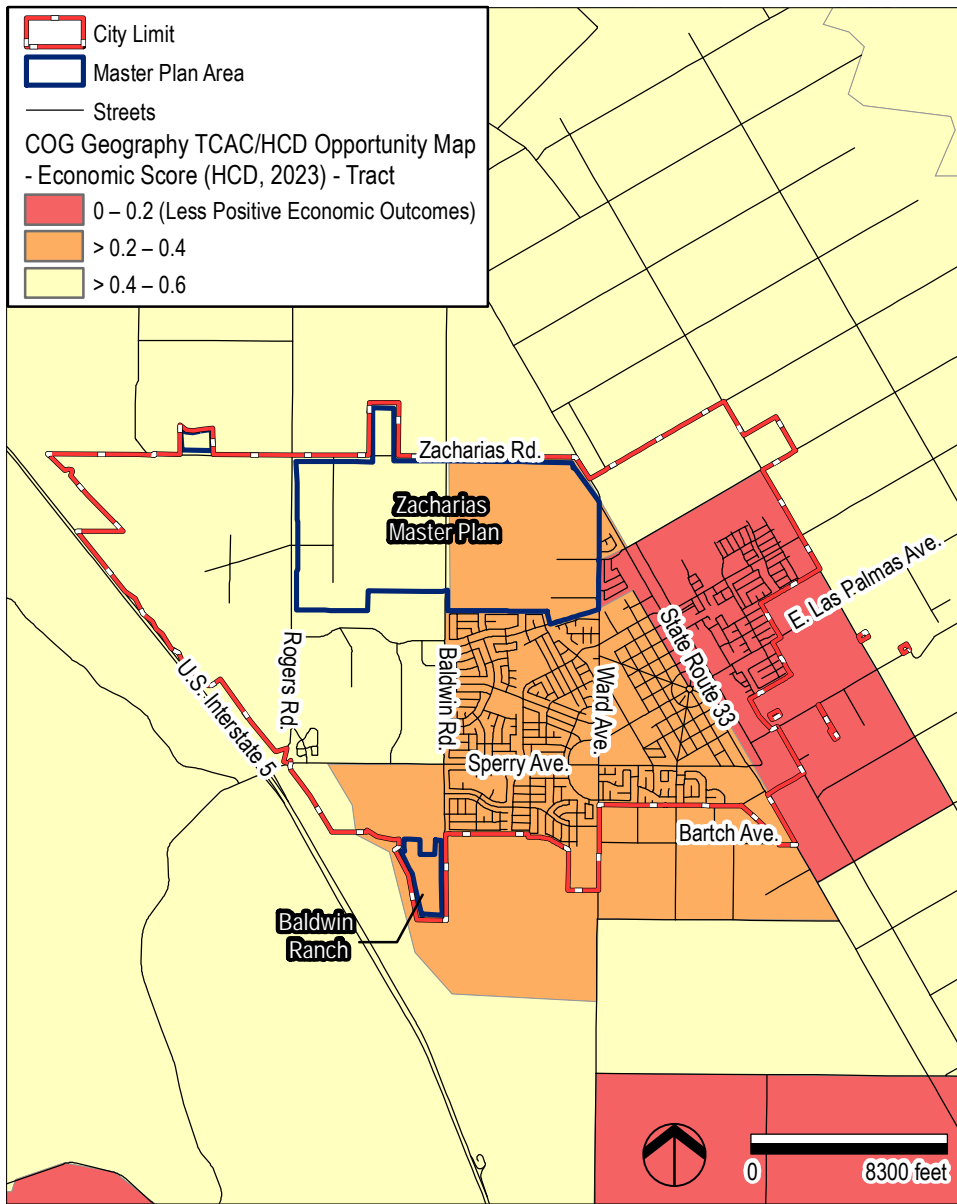 City Limit
Master Plan Area
Streets
COG Geography TCAC/HCD Opportunity Map
- Economic Score (HCD, 2023) - Tract
0 – 0.2 (Less Positive Economic Outcomes)
> 0.2 – 0.4
> 0.4 – 0.6
Zacharias Rd.
Zacharias
Master Plan
E. Las Palmas Ave.
State Route 33
Rogers Rd.
Baldwin Rd.
Ward Ave.
U.S. Interstate 5
Sperry Ave.
Bartch Ave.
Baldwin
Ranch
0
8300 feet